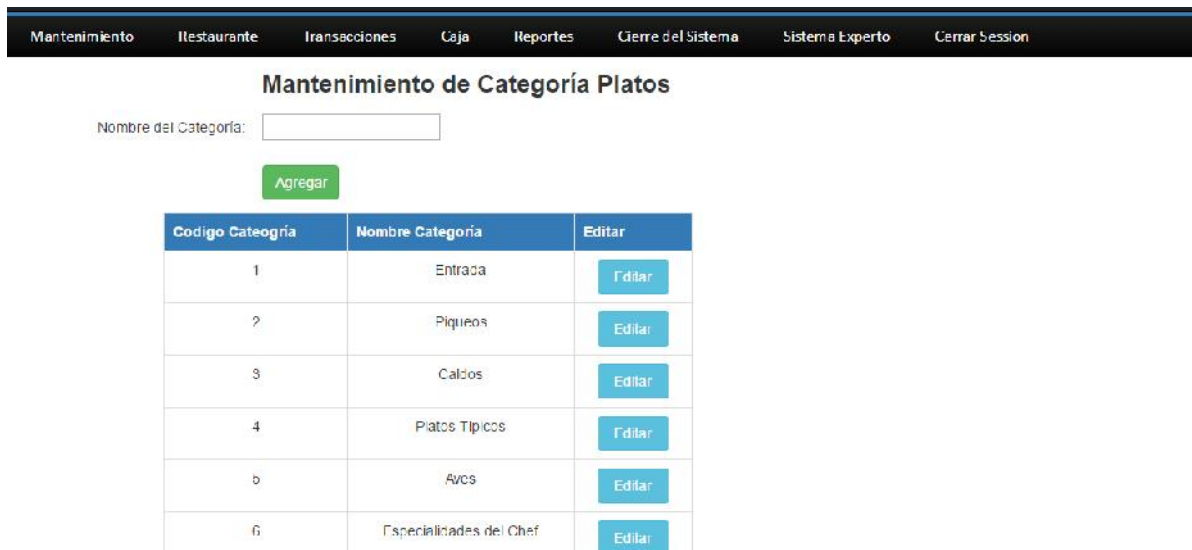 Mantenimiento Restaurante Transacciones Caja Reportes Cierre del Sistema Sistema Experto Cerrar Session
Mantenimiento de Categoría Platos
Nombre del Categoría:
Agregar
Codigo Cateogría Nombre Categoría Editar
1 Entrada Editar
2 Piqueos Editar
3 Caldos Editar
4 Platos Tipicos Editar
5 Aves Editar
6 Especialidades del Chef Editar